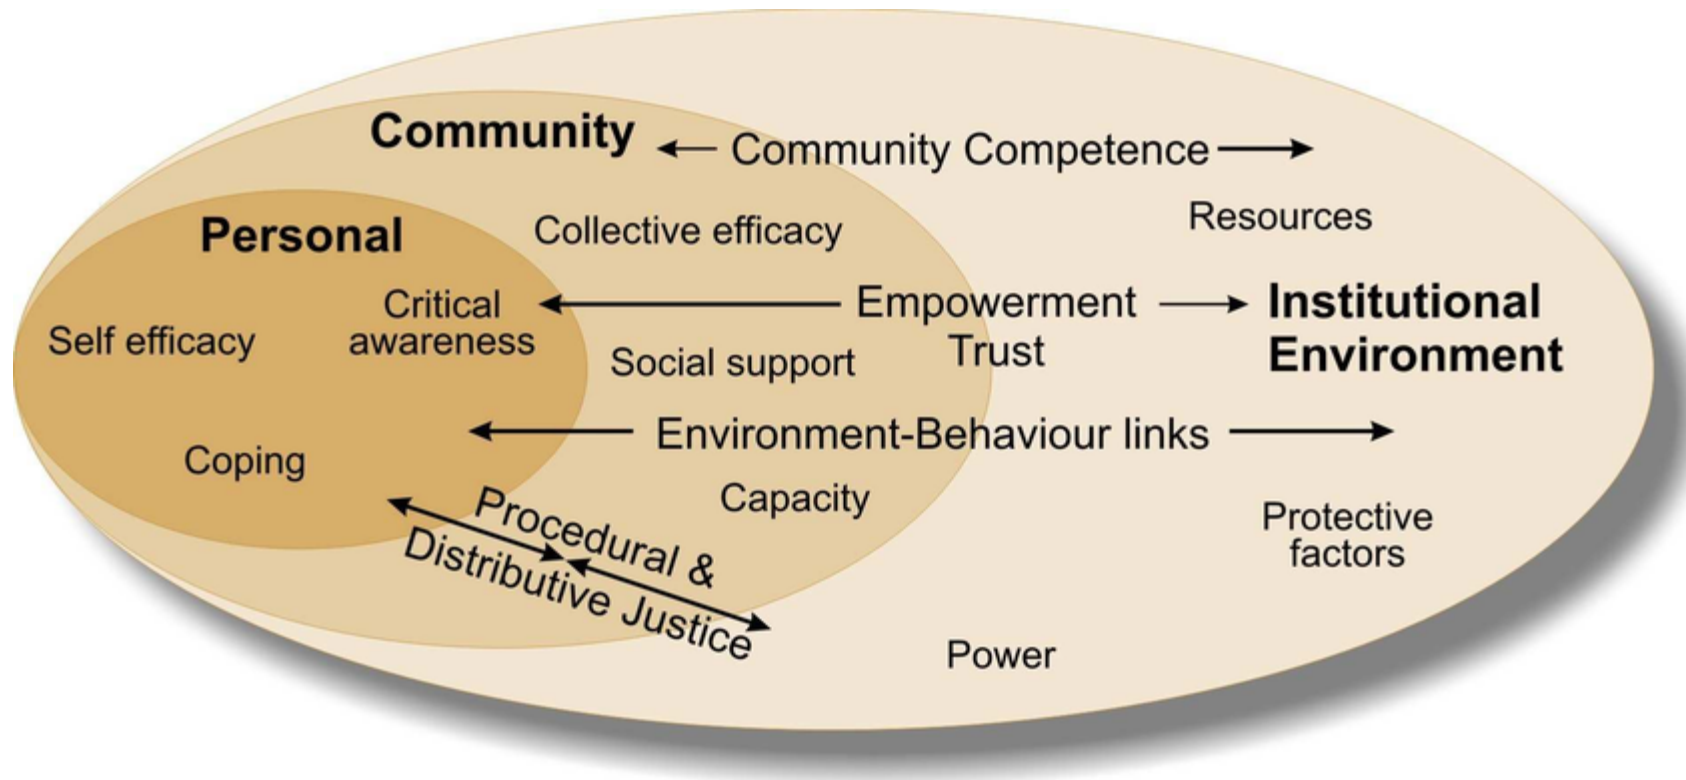 Community
Community Competence
Resources
Personal
Collective efficacy
Critical
awareness
Self efficacy
Empowerment
Trust
Institutional
Environment
Social support
Environment-Behaviour links
Coping
Capacity
Procedural &
Distributive Justice
Protective
factors
Power